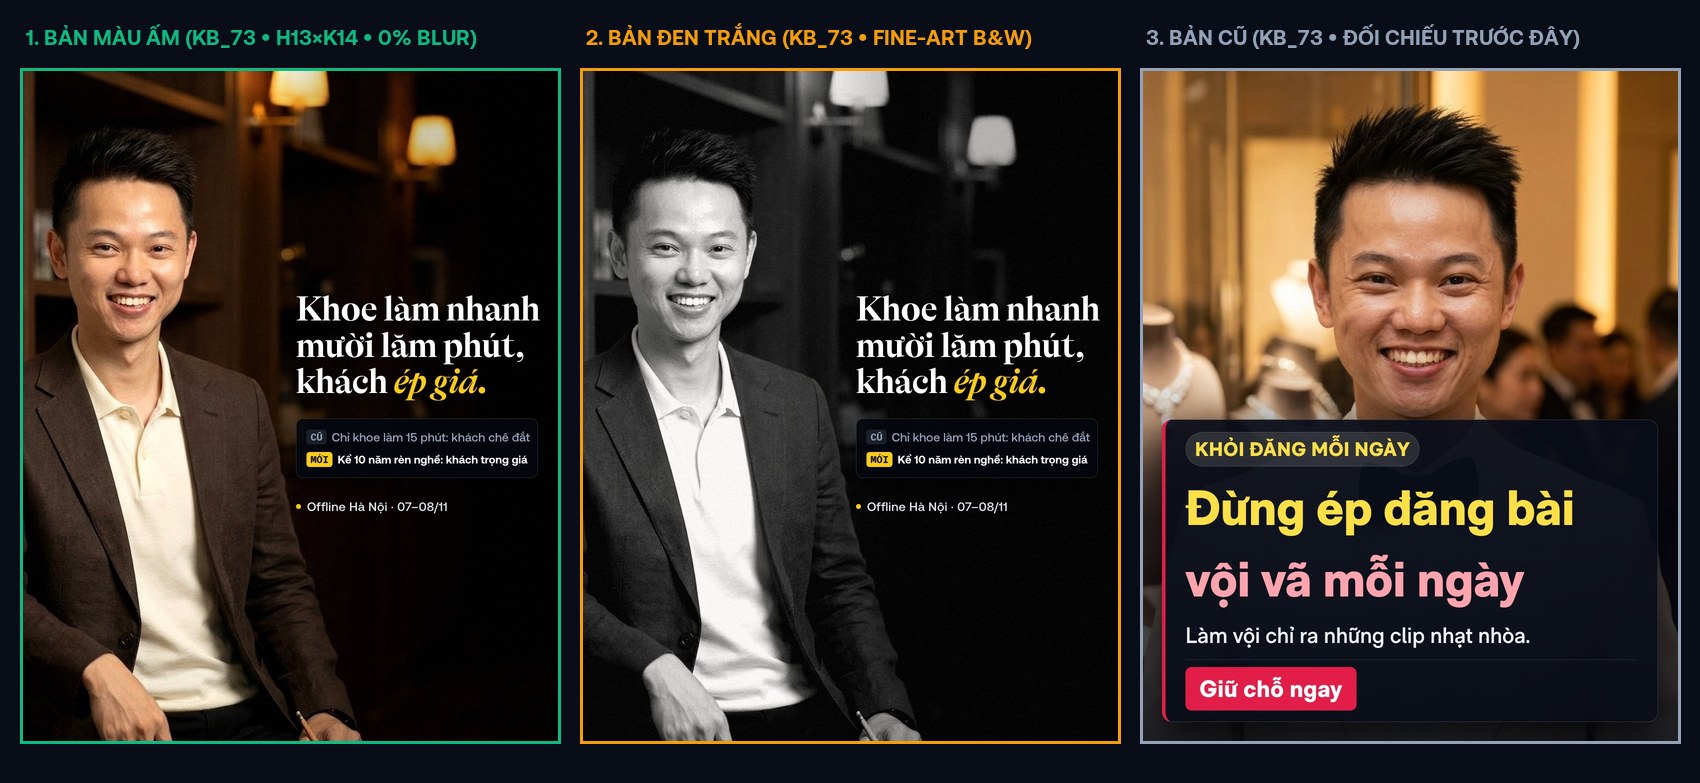 1. BẢN MÀU ẤM (KB_73 • H13×K14 • 0% BLUR)
Khoe làm nhanh
mười lăm phút,
khách ép giá.
CŨ Chỉ khoe làm 15 phút: khách chê đắt
MỚI Kể 10 năm rèn nghề: khách trọng giá
• Offline Hà Nội · 07–08/11
2. BẢN ĐEN TRẮNG (KB_73 • FINE-ART B&W)
Khoe làm nhanh
mười lăm phút,
khách ép giá.
CŨ Chỉ khoe làm 15 phút: khách chê đắt
MỚI Kể 10 năm rèn nghề: khách trọng giá
• Offline Hà Nội · 07–08/11
3. BẢN CŨ (KB_73 • ĐỐI CHIẾU TRƯỚC ĐÂY)
KHỎI ĐĂNG MỖI NGÀY
Đừng ép đăng bài
vội vã mỗi ngày
Làm vội chỉ ra những clip nhạt nhòa.
Giữ chỗ ngay